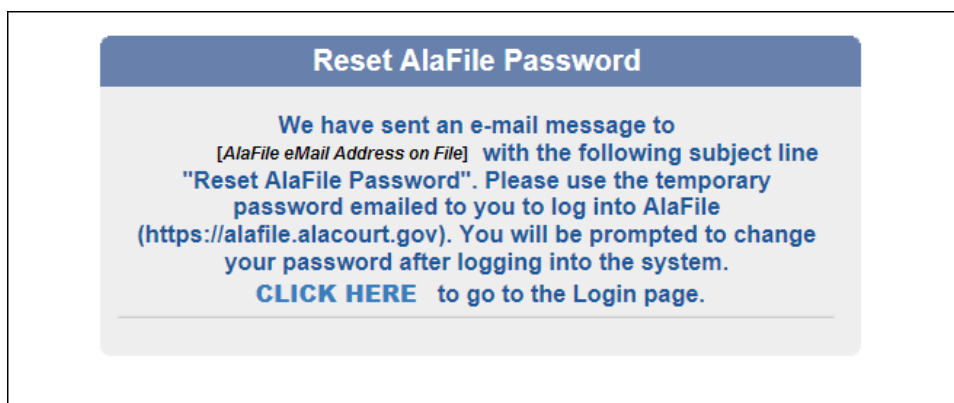 Reset AlaFile Password
We have sent an e-mail message to
[AlaFile eMail Address on File] with the following subject line
"Reset AlaFile Password". Please use the temporary
password emailed to you to log into AlaFile
(https://alafile.alacourt.gov). You will be prompted to change
your password after logging into the system.
CLICK HERE to go to the Login page.